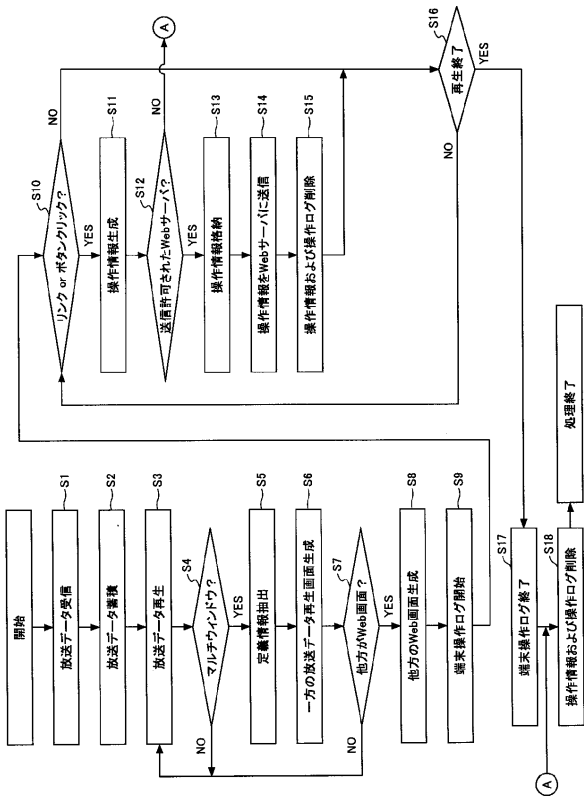 開始
放送データ受信
S1
放送データ蓄積
S2
放送データ再生
S3
マルチウィンドウ？
S4
NO
YES
定義情報抽出
S5
一方の放送データ再生画面生成
S6
他方がWeb画面？
S7
NO
YES
他方のWeb画面生成
S8
端末操作ログ開始
S9
リンク or ボタンクリック？
S10
NO
YES
操作情報生成
S11
送信許可されたWebサーバ？
S12
NO
A
YES
操作情報格納
S13
操作情報をWebサーバに送信
S14
操作情報および操作ログ削除
S15
再生終了
S16
NO
YES
端末操作ログ終了
S17
A
操作情報および操作ログ削除
S18
処理終了